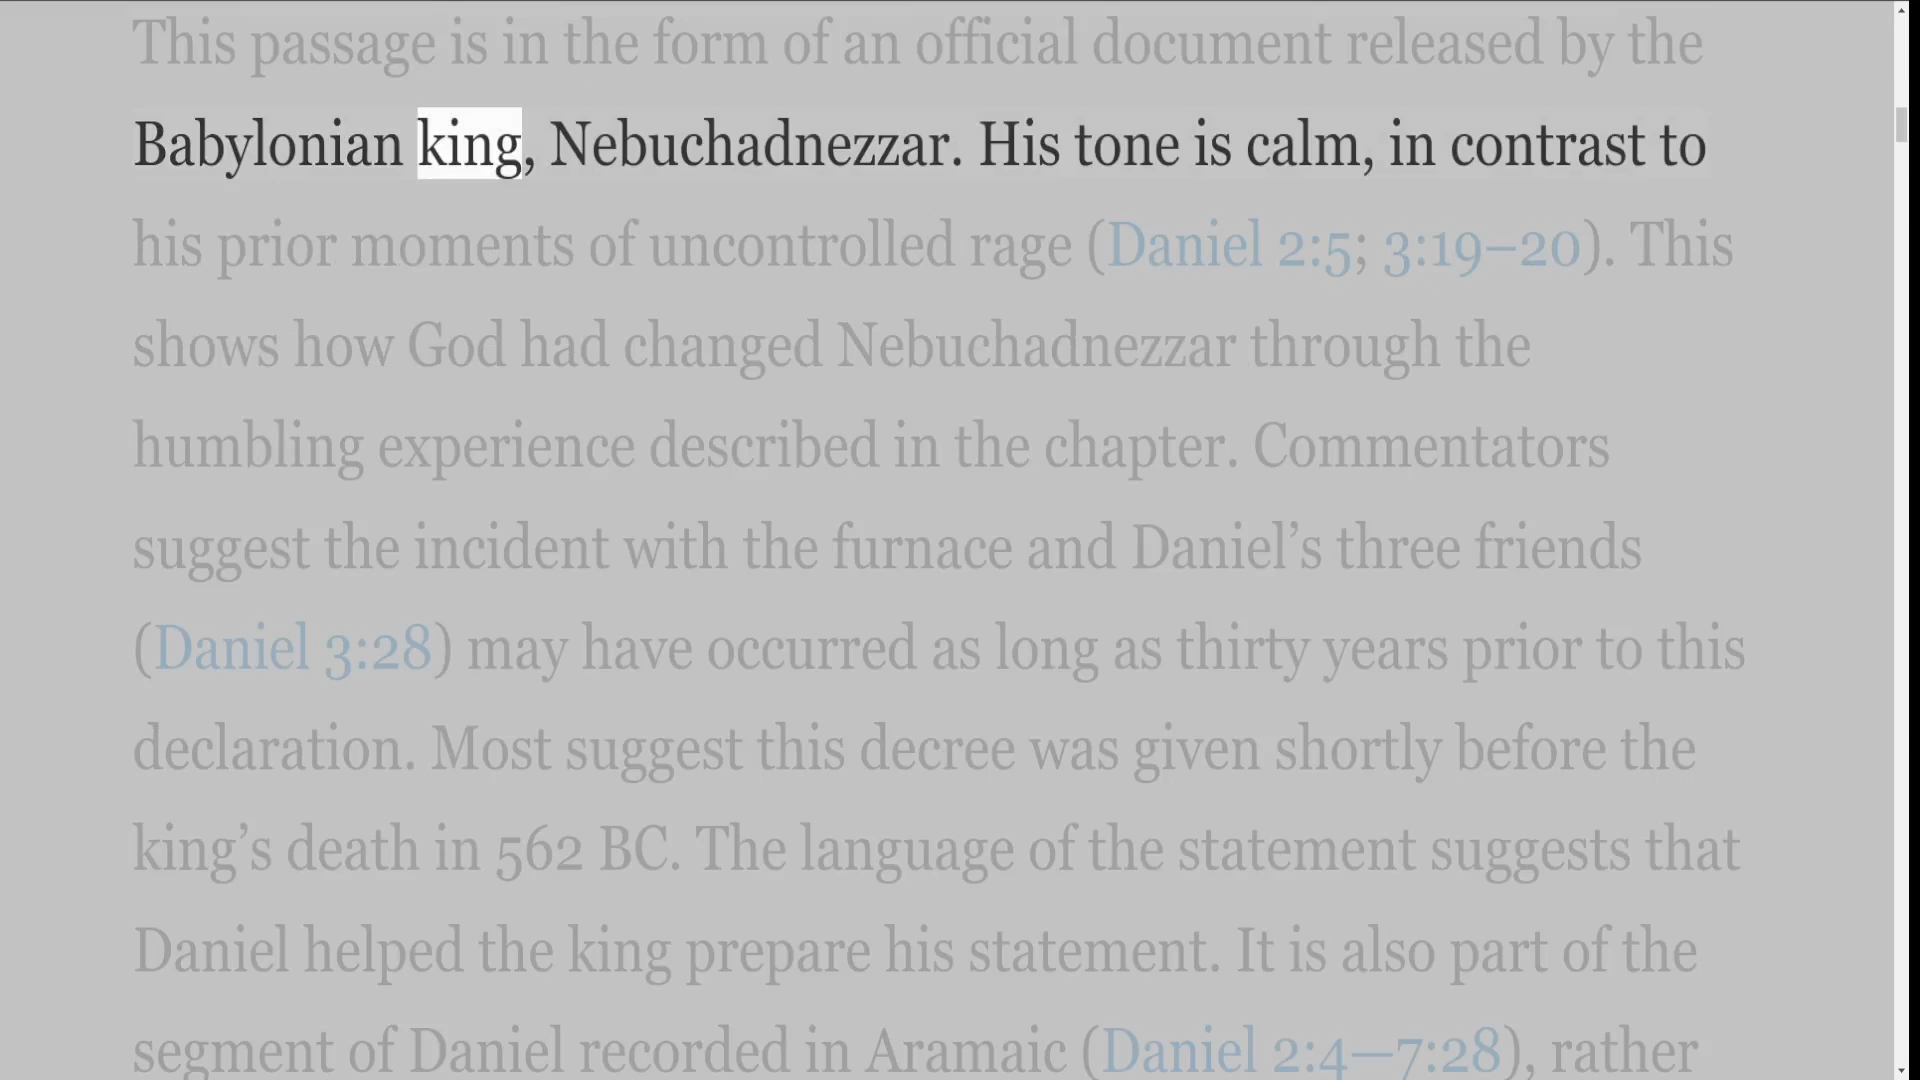 This passage is in the form of an official document released by the
Babylonian king, Nebuchadnezzar. His tone is calm, in contrast to
his prior moments of uncontrolled rage (Daniel 2:5; 3:19–20). This
shows how God had changed Nebuchadnezzar through the
humbling experience described in the chapter. Commentators
suggest the incident with the furnace and Daniel’s three friends
(Daniel 3:28) may have occurred as long as thirty years prior to this
declaration. Most suggest this decree was given shortly before the
king’s death in 562 BC. The language of the statement suggests that
Daniel helped the king prepare his statement. It is also part of the
segment of Daniel recorded in Aramaic (Daniel 2:4—7:28), rather